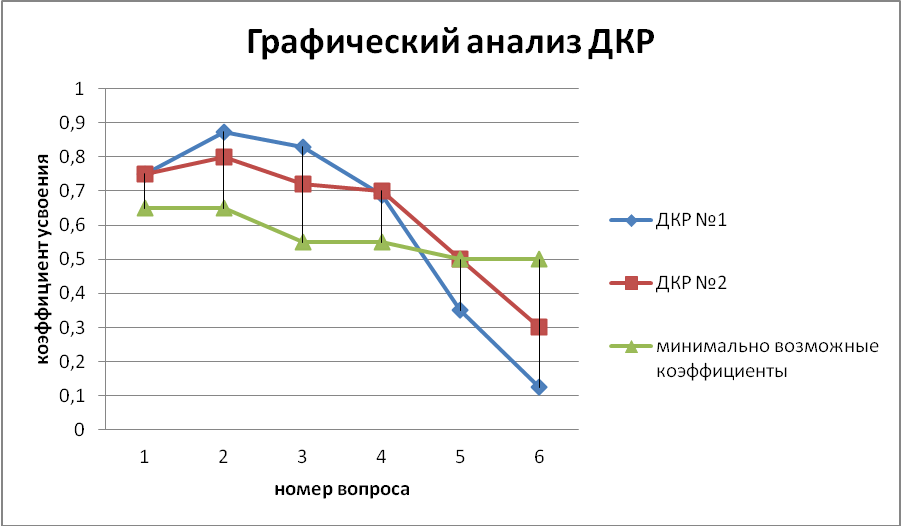 Графический анализ ДКР
1
0,9
0,8
0,7
0,6
0,5
0,4
0,3
0,2
0,1
0
коэффициент усвоения
1 2 3 4 5 6
номер вопроса
ДКР №1
ДКР №2
минимально возможные
коэффициенты